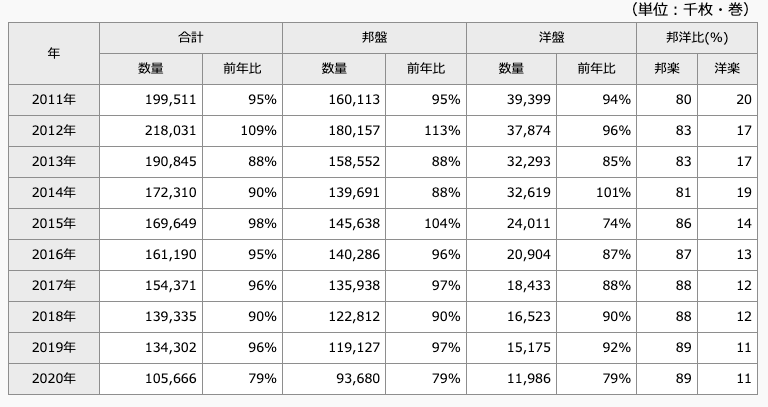 （単位：千枚・巻）
年 合計 邦盤 洋盤 邦洋比(%)
数量 前年比 数量 前年比 数量 前年比 邦楽 洋楽
2011年 199,511 95% 160,113 95% 39,399 94% 80 20
2012年 218,031 109% 180,157 113% 37,874 96% 83 17
2013年 190,845 88% 158,552 88% 32,293 85% 83 17
2014年 172,310 90% 139,691 88% 32,619 101% 81 19
2015年 169,649 98% 145,638 104% 24,011 74% 86 14
2016年 161,190 95% 140,286 96% 20,904 87% 87 13
2017年 154,371 96% 135,938 97% 18,433 88% 88 12
2018年 139,335 90% 122,812 90% 16,523 90% 88 12
2019年 134,302 96% 119,127 97% 15,175 92% 89 11
2020年 105,666 79% 93,680 79% 11,986 79% 89 11